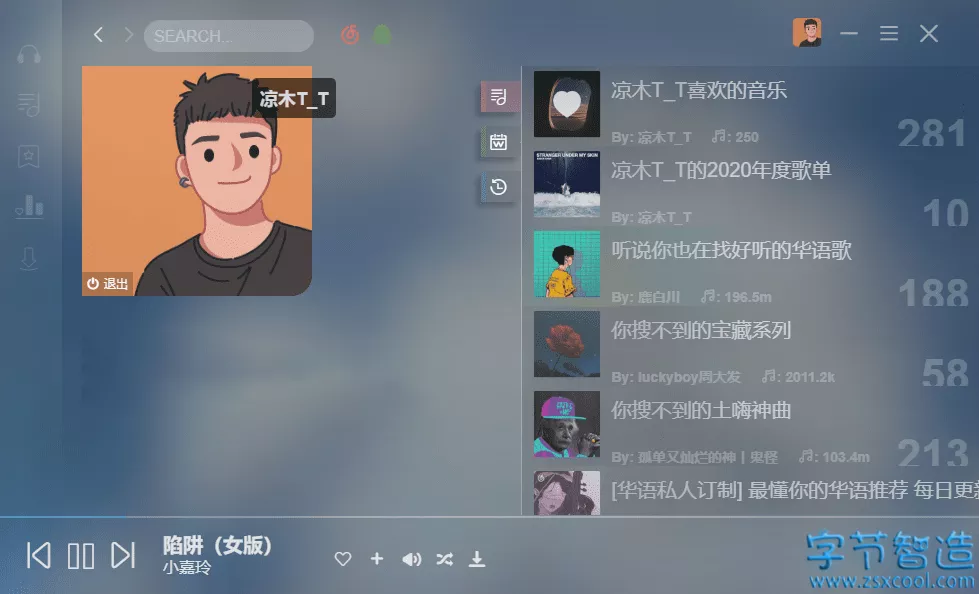 SEARCH...
凉木T_T
退出
凉木T_T喜欢的音乐
By: 凉木T_T : 250
281
STRANGER UNDER MY SKIN
凉木T_T的2020年度歌单
By: 凉木T_T
10
听说你也在找好听的华语歌
By: 鹿白川 : 196.5m
188
你搜不到的宝藏系列
By: luckyboy周大发 : 2011.2k
58
你搜不到的土嗨神曲
By: 孤单又灿烂的神丨鬼怪 : 103.4m
213
[华语私人订制] 最懂你的华语推荐 每日更新
陷阱（女版）
小嘉玲
字节智造
www.zsxcool.com